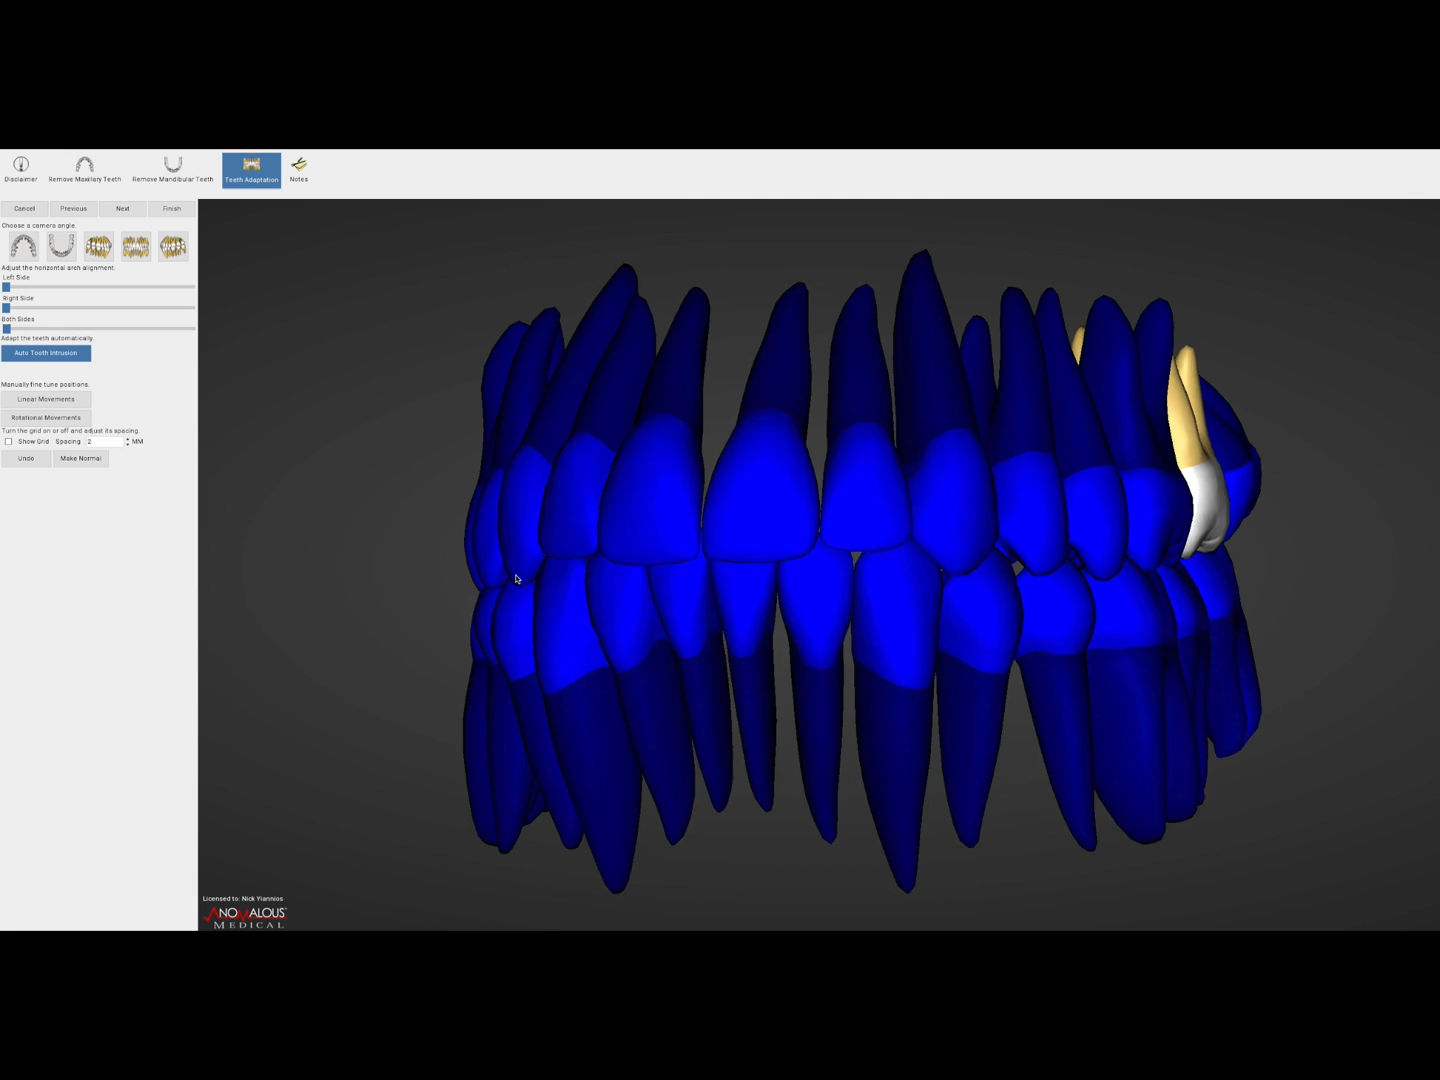 Disclaimer
Remove Maxillary Teeth
Remove Mandibular Teeth
Teeth Adaptation
Notes
Cancel
Previous
Next
Finish
Choose a camera angle.
Adjust the horizontal arch alignment.
Left Side
Right Side
Both Sides
Adapt the teeth automatically.
Auto Tooth Intrusion
Manually fine tune positions.
Linear Movements
Rotational Movements
Turn the grid on or off and adjust its spacing.
Show Grid Spacing 2 MM
Undo
Make Normal
Licensed to: Nick Yiannios
ANOMALOUS
MEDICAL